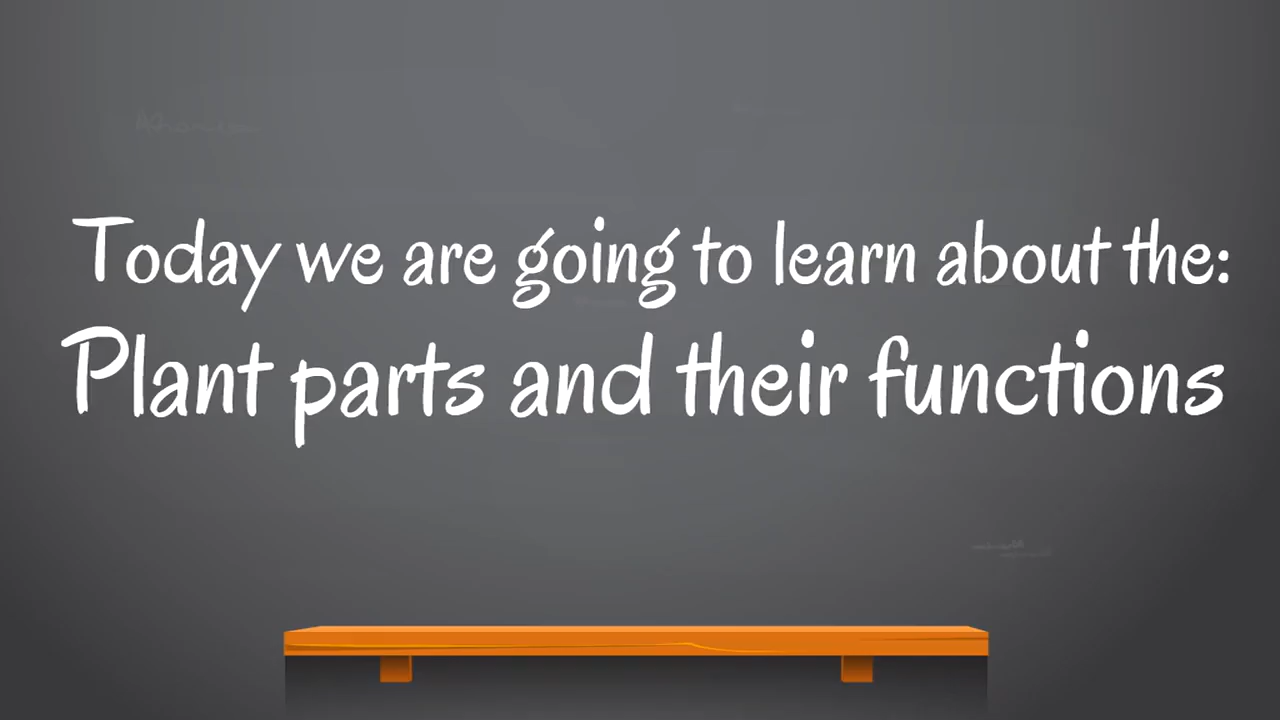 Today we are going to learn about the:
Plant parts and their functions